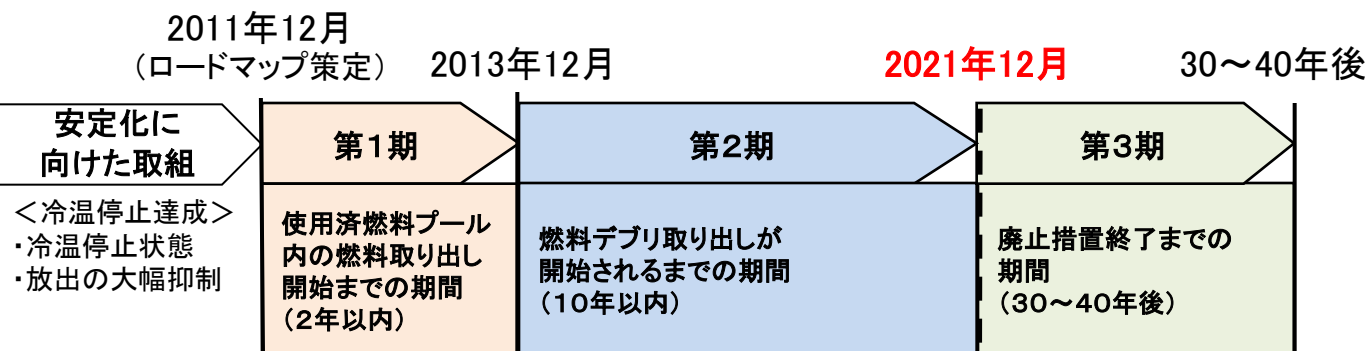 2011年12月
（ロードマップ策定）
2013年12月
2021年12月
30～40年後
安定化に
向けた取組
第１期
第２期
第３期
＜冷温停止達成＞
・冷温停止状態
・放出の大幅抑制
使用済燃料プール
内の燃料取り出し
開始までの期間
（２年以内）
燃料デブリ取り出しが
開始されるまでの期間
（１０年以内）
廃止措置終了までの
期間
（３０～４０年後）